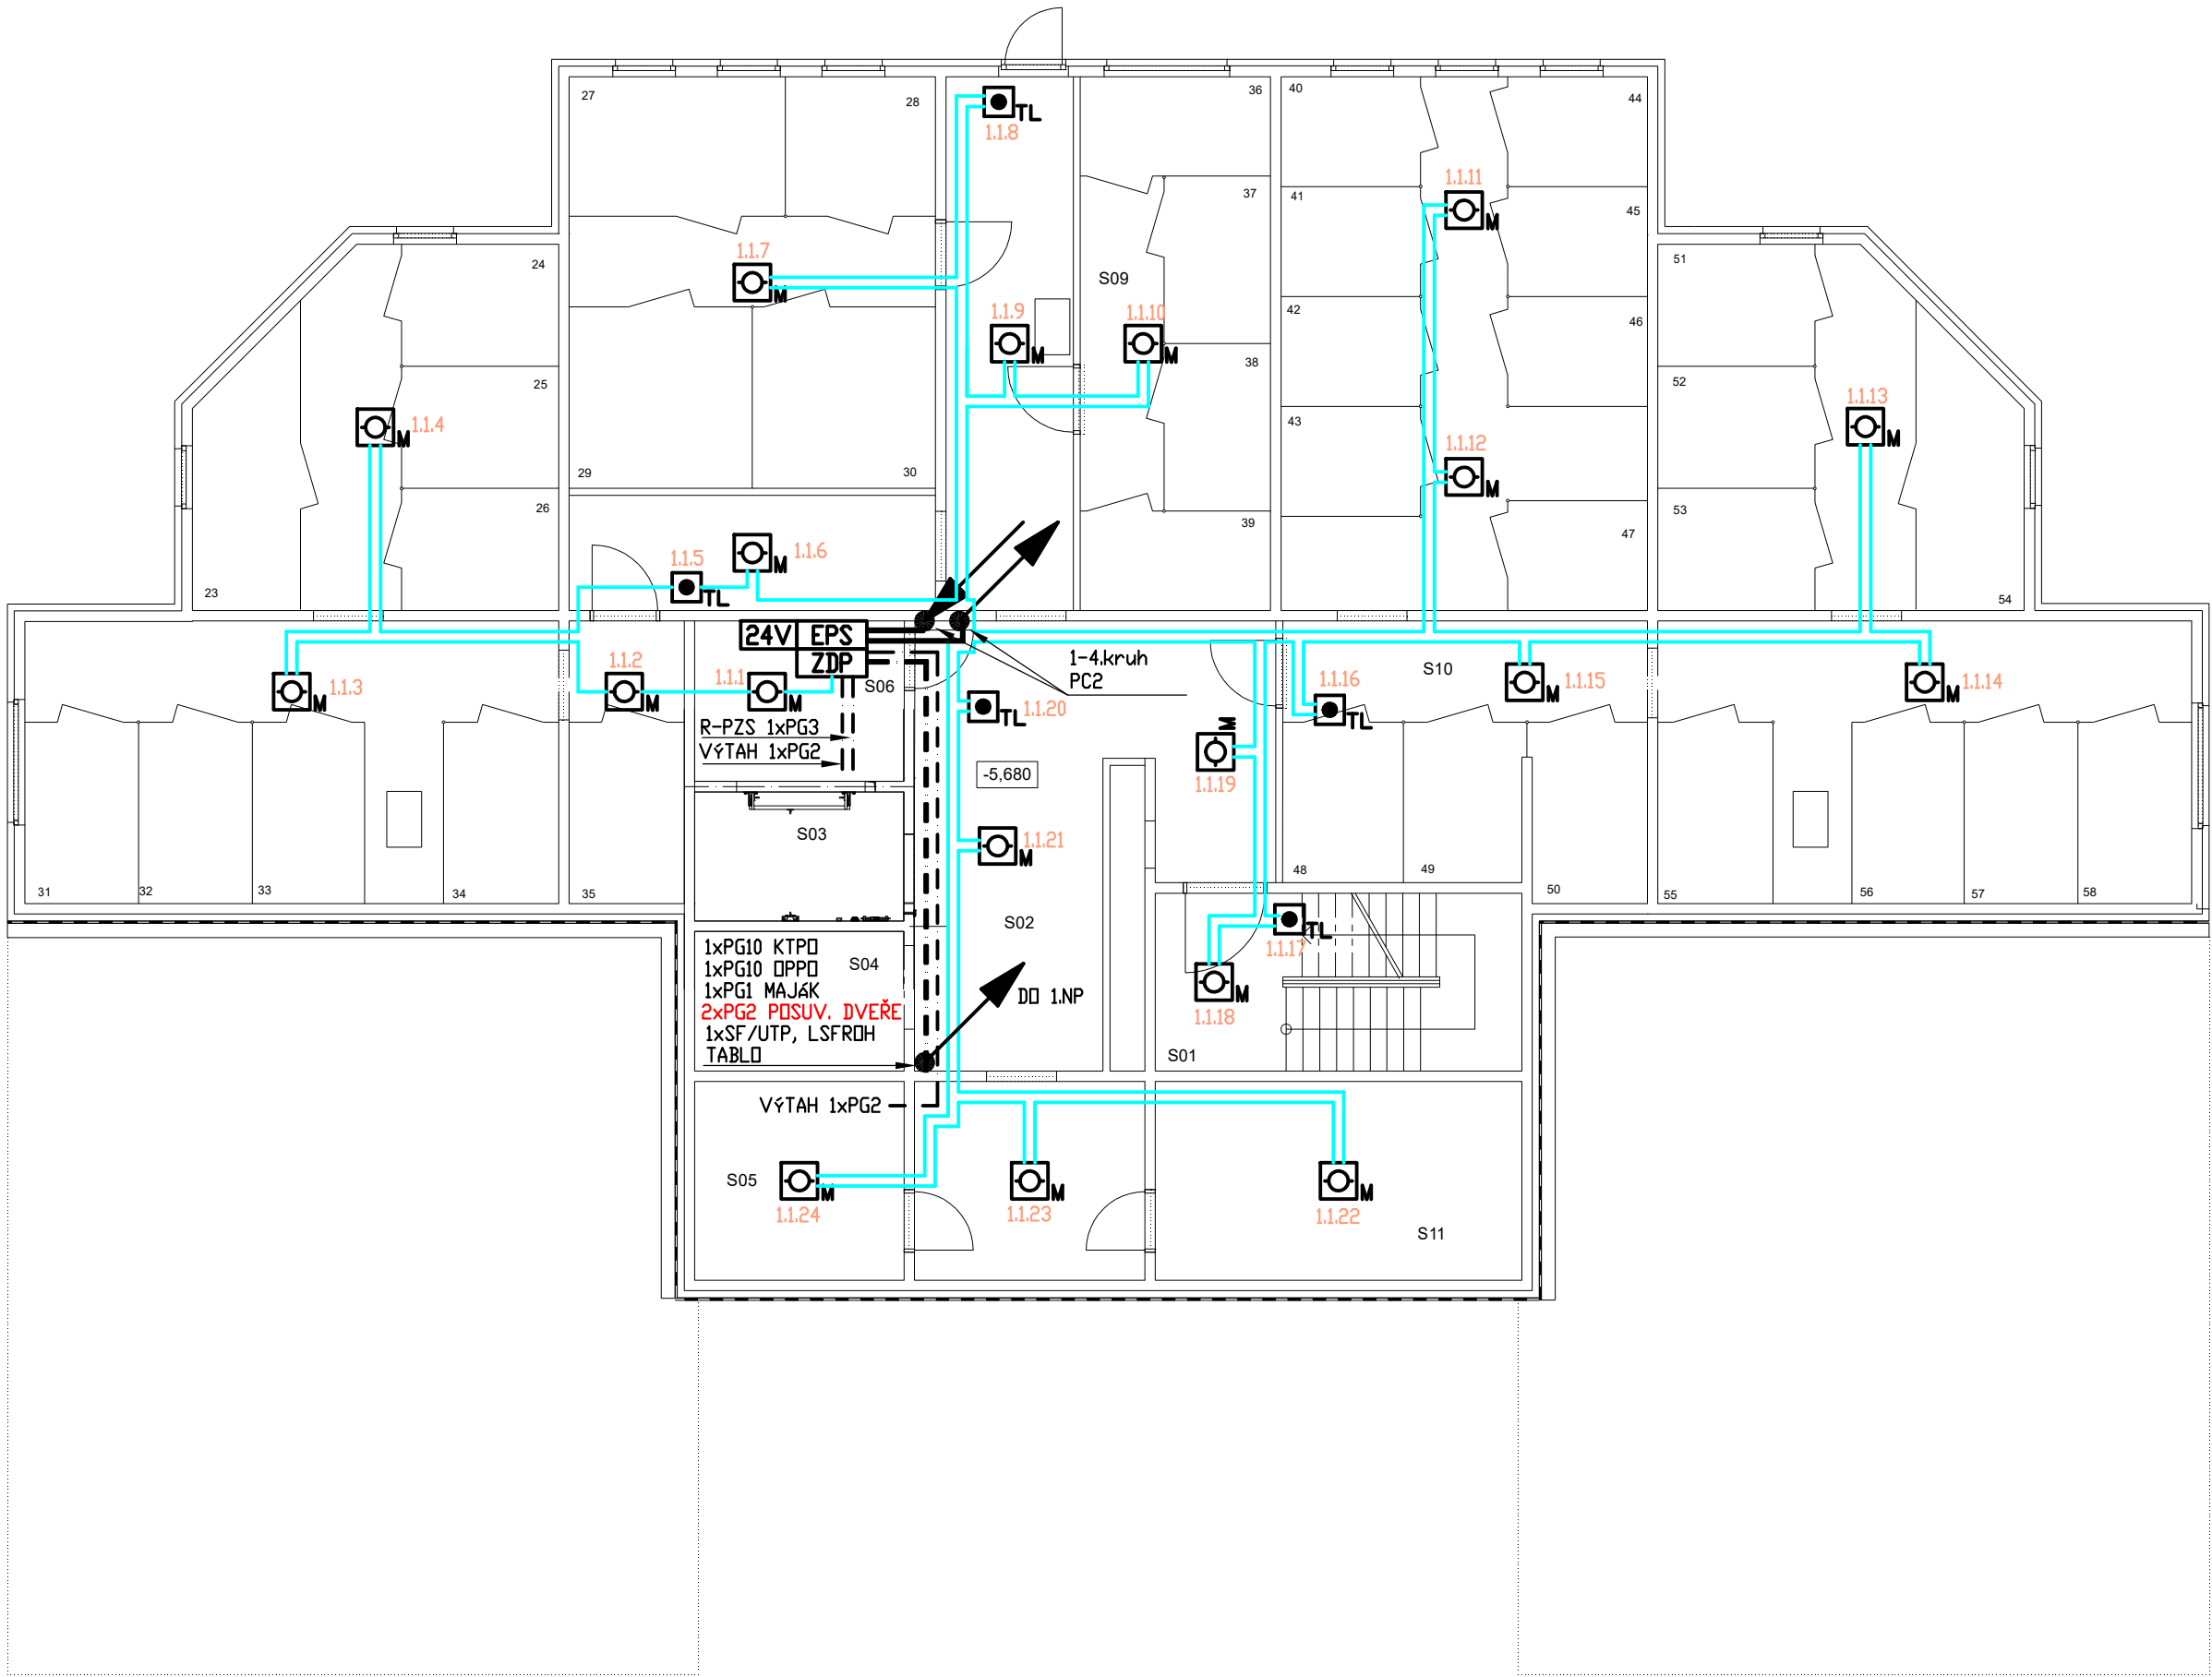 27
28
TL
1.1.8
36
40
44
37
41
45
1.1.11
M
24
1.1.7
M
S09
51
1.1.9
M
1.1.10
M
42
46
25
38
52
1.1.4
M
43
1.1.13
M
29
30
1.1.12
M
26
39
53
47
23
1.1.5
TL
1.1.6
M
54
24V EPS
ZDP
1-4.kruh
PC2
1.1.3
M
1.1.2
M
1.1.1
M
S06
1.1.20
TL
1.1.16
TL
S10
1.1.15
M
1.1.14
M
R-PZS 1xPG3
VÝTAH 1xPG2
M
1.1.19
-5,680
S03
1.1.21
M
31
32
33
34
35
48
49
50
55
56
57
58
S02
1xPG10 KTPO
1xPG10 OPPO
1xPG1 MAJÁK
2xPG2 POSUV. DVEŘE
1xSF/UTP, LSFROH
TABLO
S04
DO 1.NP
TL
1.1.17
M
1.1.18
S01
VÝTAH 1xPG2
S05
M
1.1.24
M
1.1.23
M
1.1.22
S11